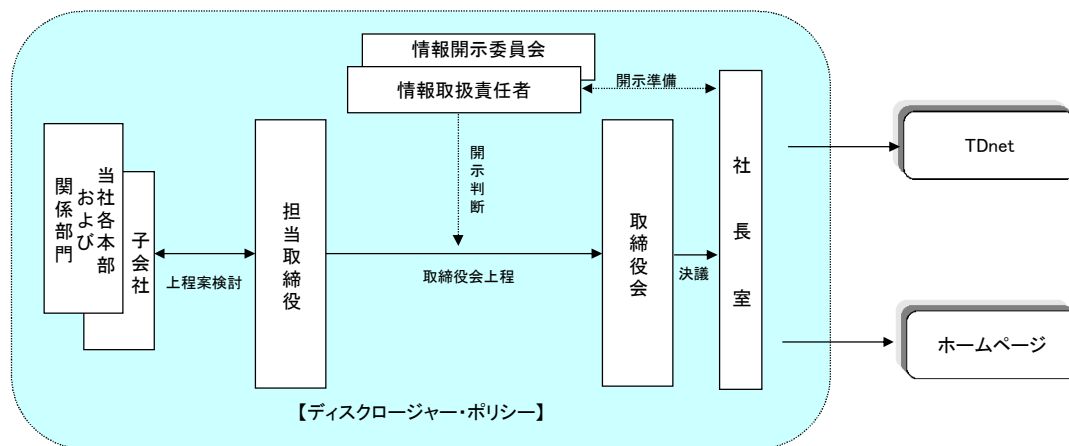 情報開示委員会
情報取扱責任者
開示準備
TDnet
当社各本部
および
関係部門
子会社
上程案検討
担当取締役
開示判断
取締役会上程
取締役会
決議
社長室
ホームページ
【ディスクロージャー・ポリシー】